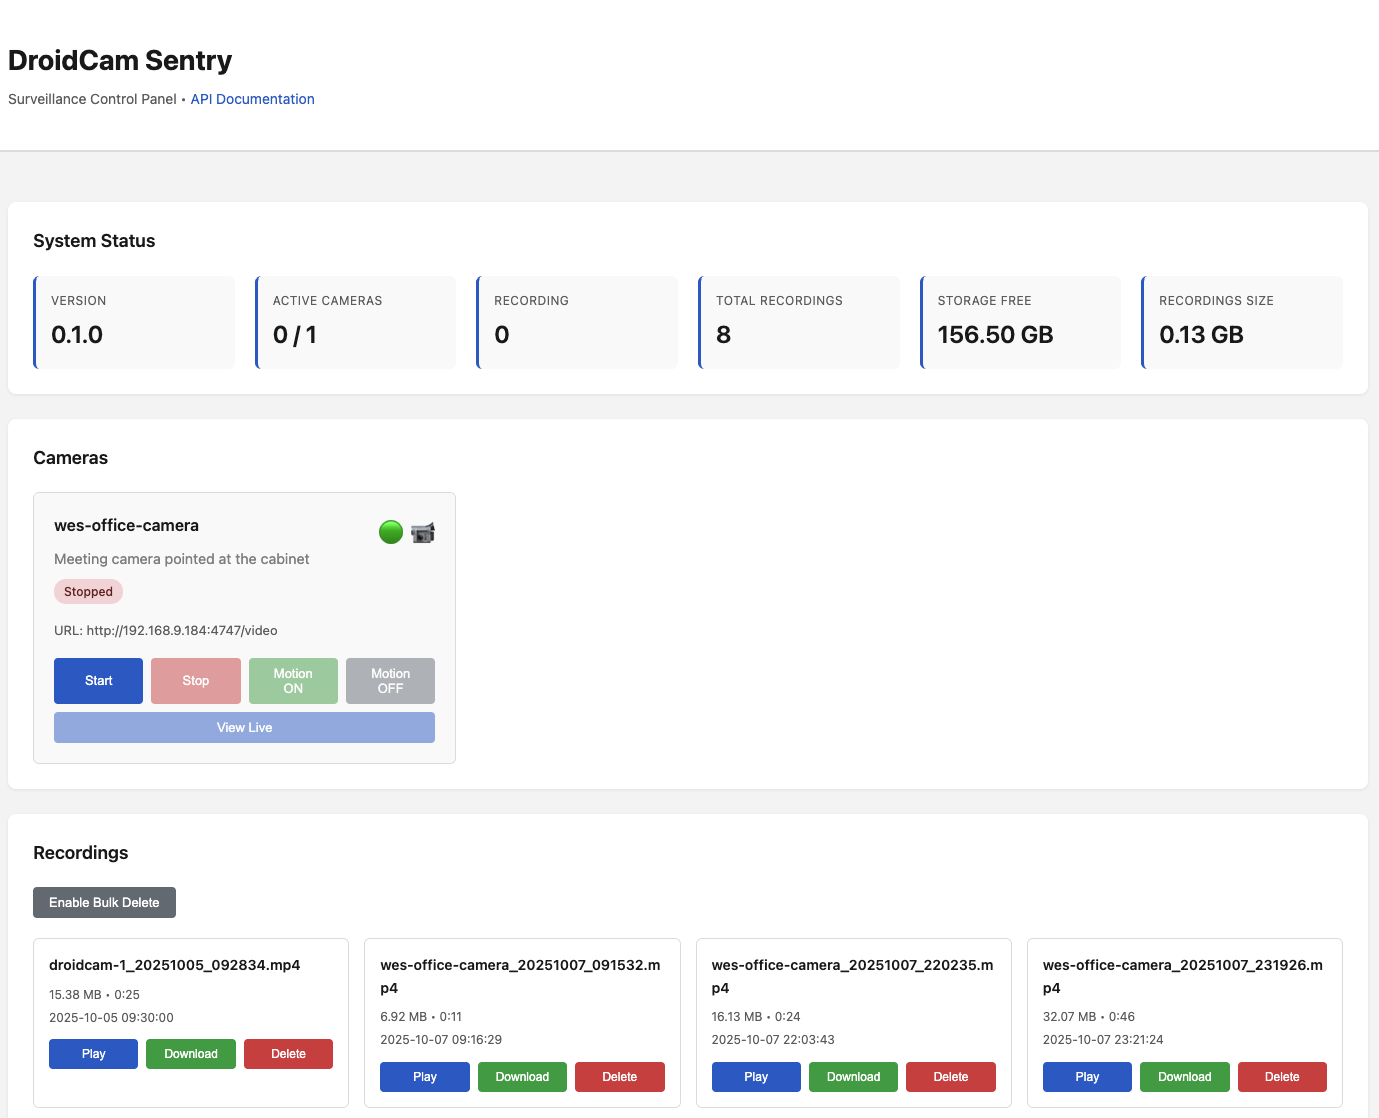 DroidCam Sentry
Surveillance Control Panel • API Documentation
System Status
VERSION
0.1.0
ACTIVE CAMERAS
0 / 1
RECORDING
0
TOTAL RECORDINGS
8
STORAGE FREE
156.50 GB
RECORDINGS SIZE
0.13 GB
Cameras
wes-office-camera
Meeting camera pointed at the cabinet
Stopped
URL: http://192.168.9.184:4747/video
Start
Stop
Motion
ON
Motion
OFF
View Live
Recordings
Enable Bulk Delete
droidcam-1_20251005_092834.mp4
15.38 MB • 0:25
2025-10-05 09:30:00
Play
Download
Delete
wes-office-camera_20251007_091532.m
p4
6.92 MB • 0:11
2025-10-07 09:16:29
Play
Download
Delete
wes-office-camera_20251007_220235.m
p4
16.13 MB • 0:24
2025-10-07 22:03:43
Play
Download
Delete
wes-office-camera_20251007_231926.m
p4
32.07 MB • 0:46
2025-10-07 23:21:24
Play
Download
Delete